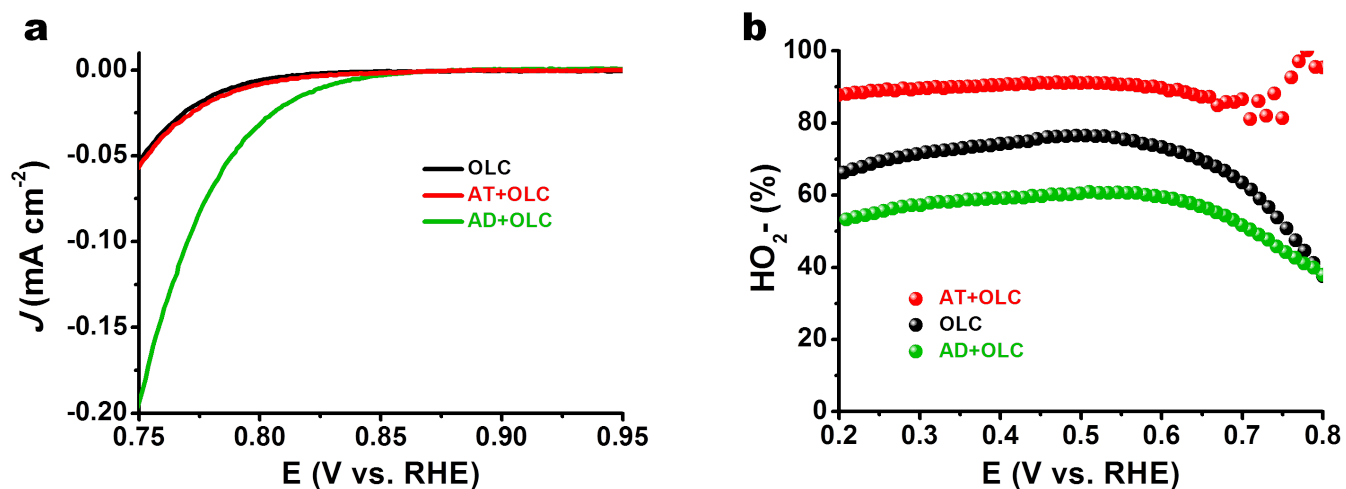 a
0.00
-0.05
-0.10
-0.15
-0.20
J (mA cm-2)
OLC
AT+OLC
AD+OLC
0.75 0.80 0.85 0.90 0.95
E (V vs. RHE)
b
100
80
60
40
20
0
HO2- (%)
AT+OLC
OLC
AD+OLC
0.2 0.3 0.4 0.5 0.6 0.7 0.8
E (V vs. RHE)